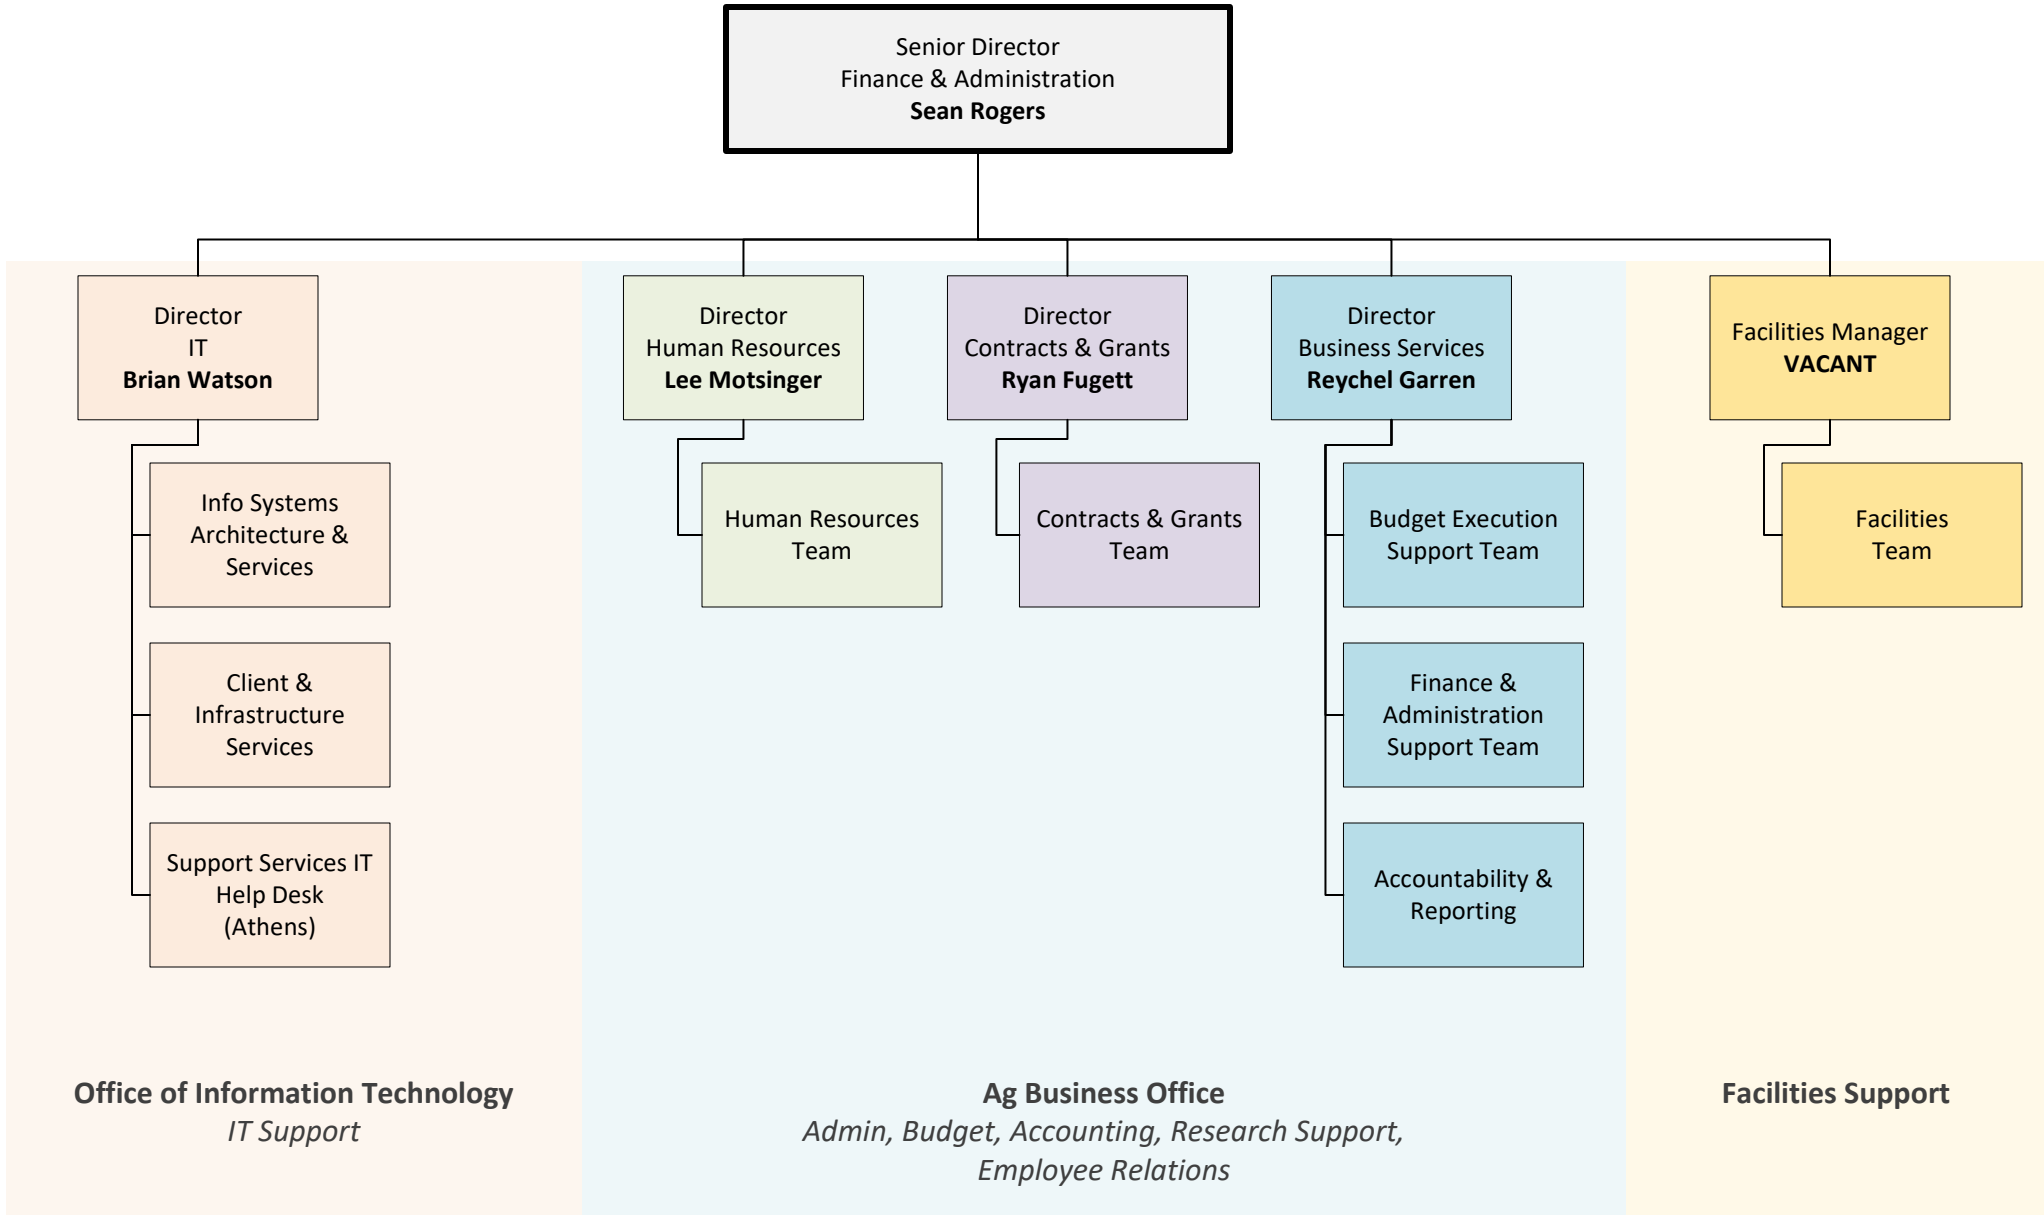 Senior Director
Finance & Administration
Sean Rogers
Director
IT
Brian Watson
Director
Human Resources
Lee Motsinger
Director
Contracts & Grants
Ryan Fugett
Director
Business Services
Reychel Garren
Facilities Manager
VACANT
Info Systems
Architecture &
Services
Human Resources
Team
Contracts & Grants
Team
Budget Execution
Support Team
Facilities
Team
Client &
Infrastructure
Services
Finance &
Administration
Support Team
Support Services IT
Help Desk
(Athens)
Accountability &
Reporting
Office of Information Technology
IT Support
Ag Business Office
Admin, Budget, Accounting, Research Support,
Employee Relations
Facilities Support